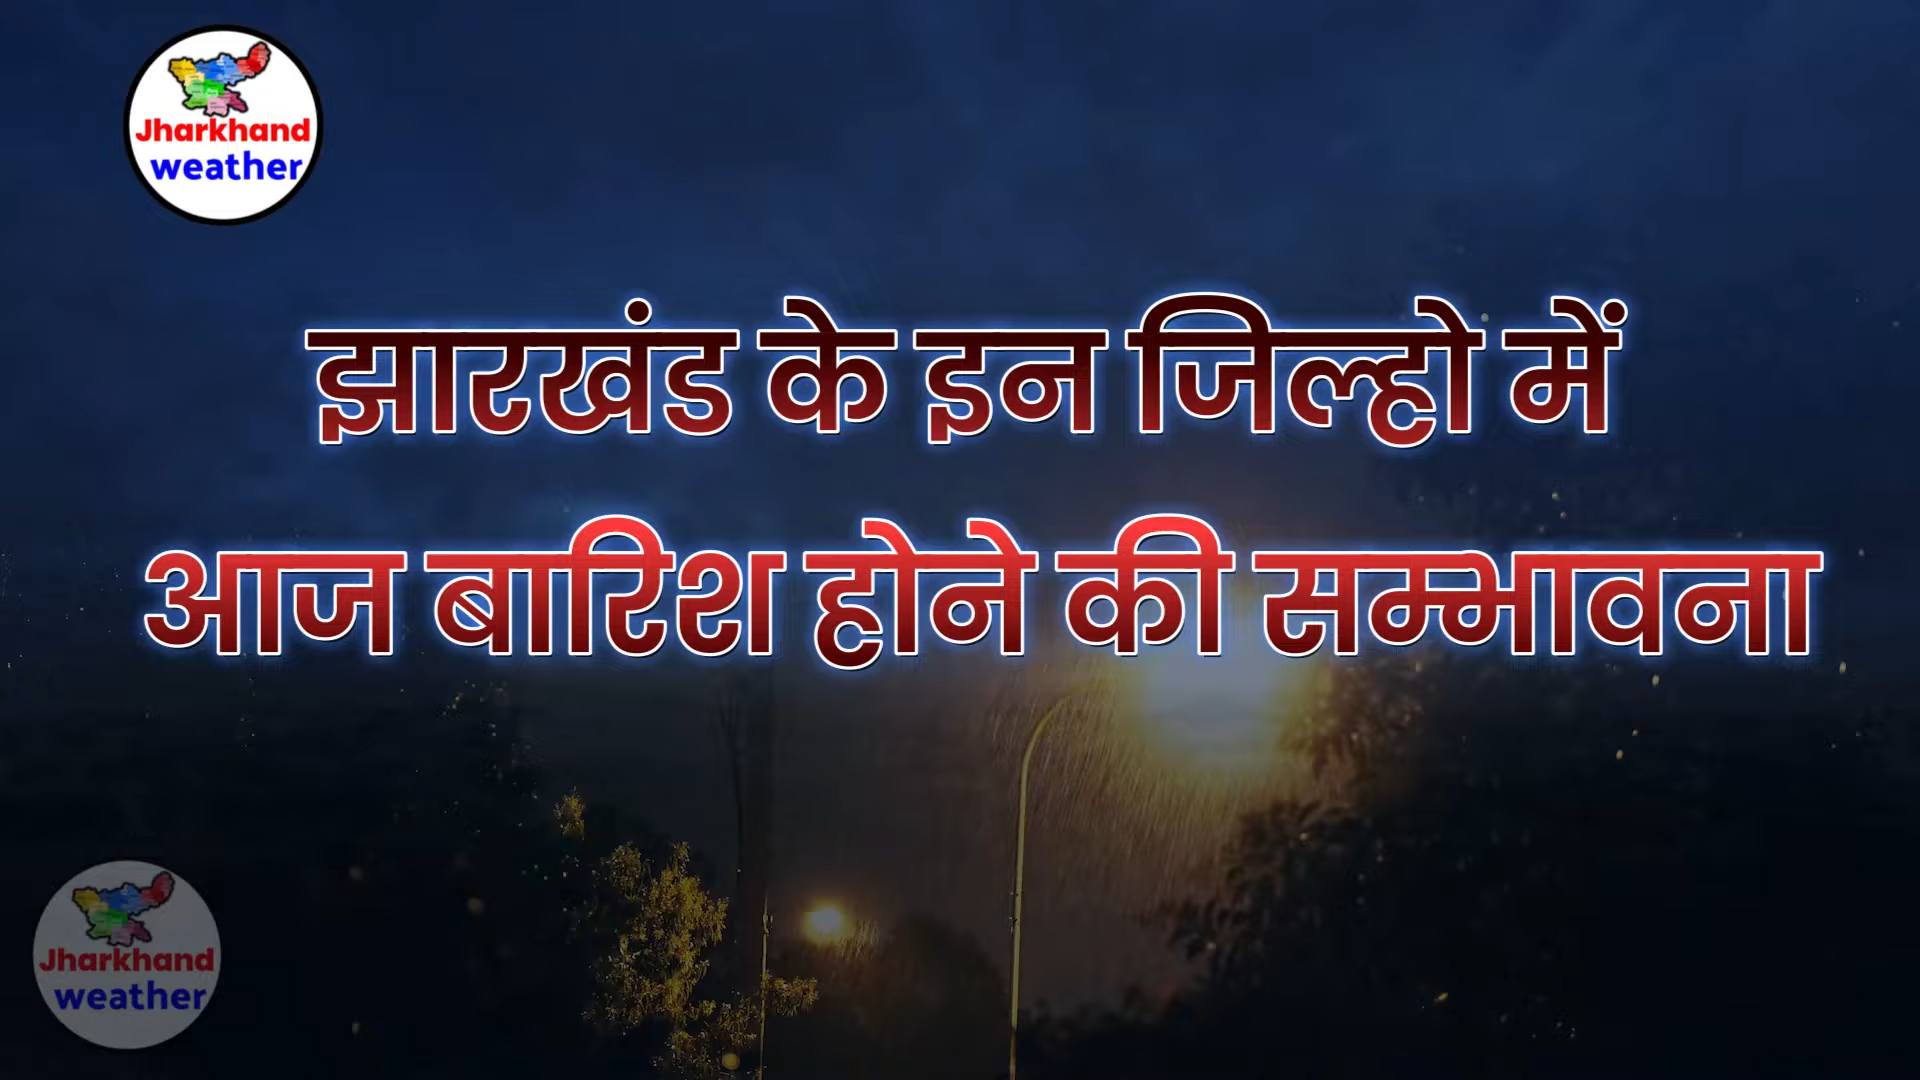 Jharkhand
weather
झारखंड के इन जिल्हो में
आज बारिश होने की सम्भावना
Jharkhand
weather